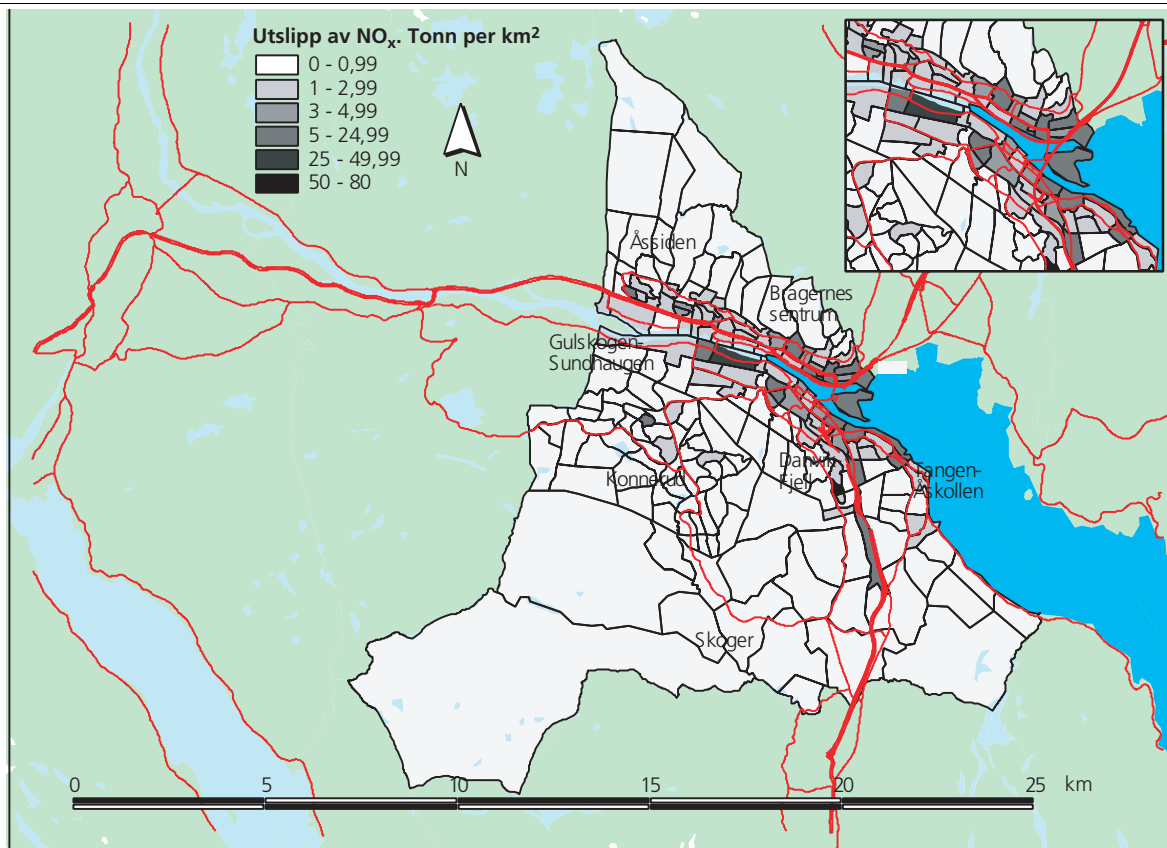 Utslipp av NOx. Tonn per km²
0 - 0,99
1 - 2,99
3 - 4,99
5 - 24,99
25 - 49,99
50 - 80
N
Åssiden
Bragernes
sentrum
Gulskogen-
Sundhaugen
Danvik
Fjell
Konnerud
Tangen-
Åskollen
Skoger
0 5 10 15 20 25 km